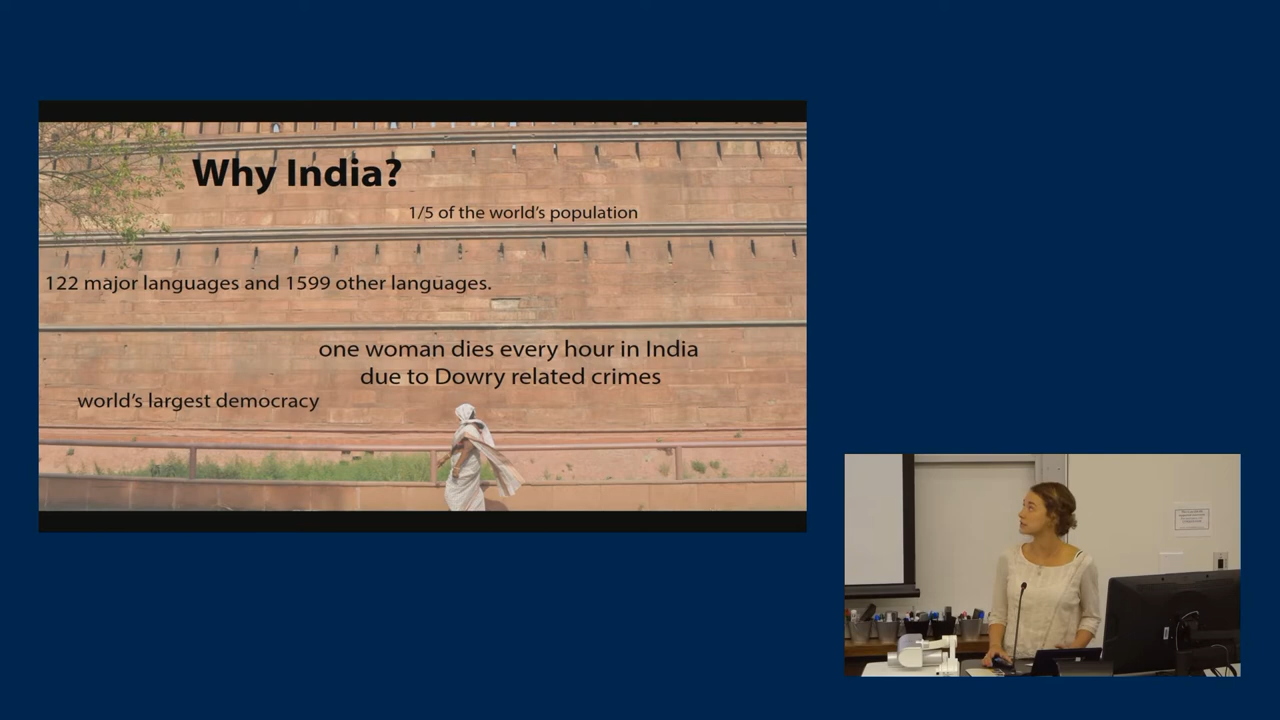 Why India?
1/5 of the world's population
122 major languages and 1599 other languages.
one woman dies every hour in India
due to Dowry related crimes
world's largest democracy